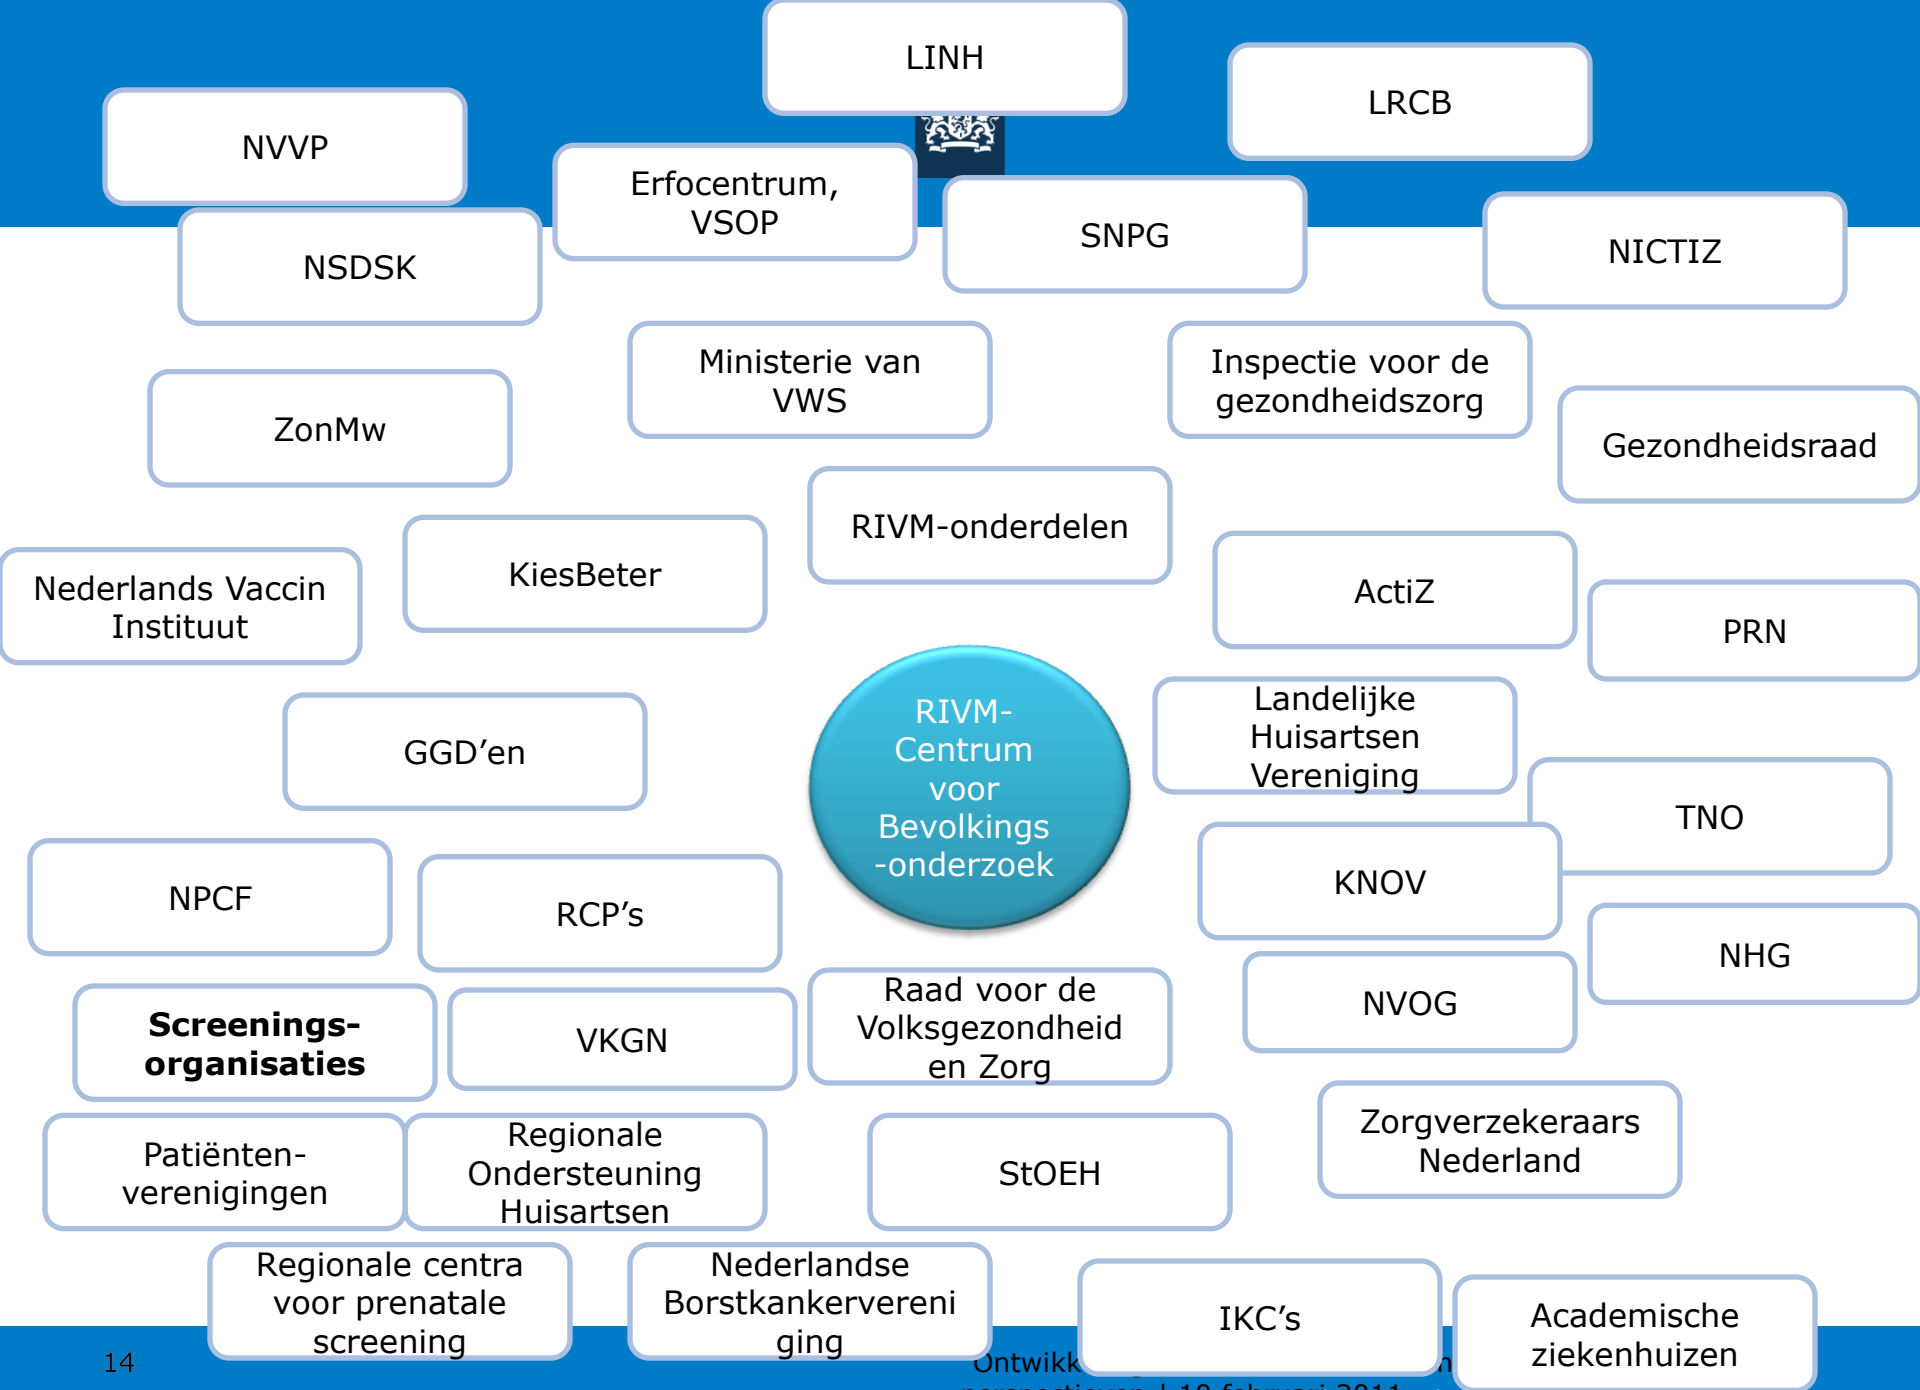 LINH
LRCB
NVVP
Erfocentrum,
VSOP
SNPG
NICTIZ
NSDSK
Ministerie van
VWS
Inspectie voor de
gezondheidszorg
ZonMw
Gezondheidsraad
RIVM-onderdelen
KiesBeter
ActiZ
Nederlands Vaccin
Instituut
PRN
RIVM-
Centrum
voor
Bevolkings
-onderzoek
Landelijke
Huisartsen
Vereniging
GGD’en
TNO
KNOV
NPCF
RCP’s
NHG
NVOG
Screenings-
organisaties
VKGN
Raad voor de
Volksgezondheid
en Zorg
Zorgverzekeraars
Nederland
Patiënten-
verenigingen
Regionale
Ondersteuning
Huisartsen
StOEH
Regionale centra
voor prenatale
screening
Nederlandse
Borstkankervereni
ging
IKC’s
Academische
ziekenhuizen
14
10 februari 2011